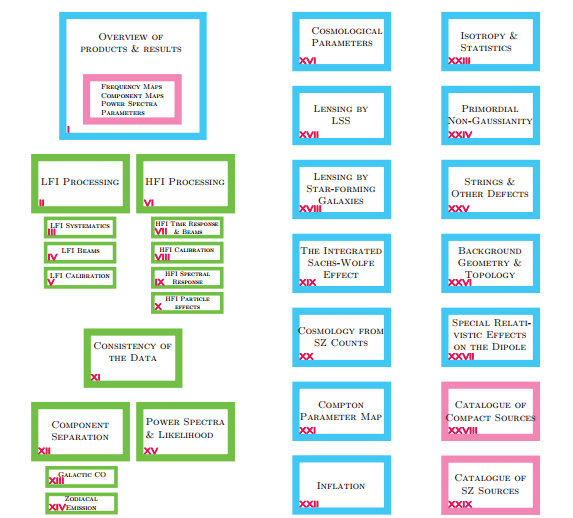 Overview of
products & results
Frequency Maps
Component Maps
Power Spectra
Parameters
I
LFI Processing
II
HFI Processing
VI
LFI Systematics
III
LFI Beams
IV
LFI Calibration
V
HFI Time Response
& Beams
VII
HFI Calibration
VIII
HFI Spectral
Response
IX
HFI Particle
effects
X
Consistency of
the Data
XI
Component
Separation
XII
Power Spectra
& Likelihood
XV
Galactic CO
XIII
Zodiacal
Emission
XIV
Cosmological
Parameters
XVI
Lensing by
LSS
XVII
Lensing by
Star-forming
Galaxies
XVIII
The Integrated
Sachs-Wolfe
Effect
XIX
Cosmology from
SZ Counts
XX
Compton
Parameter Map
XXI
Inflation
XXII
Isotropy &
Statistics
XXIII
Primordial
Non-Gaussianity
XXIV
Strings &
Other Defects
XXV
Background
Geometry &
Topology
XXVI
Special Relati-
vistic Effects
on the Dipole
XXVII
Catalogue of
Compact Sources
XXVIII
Catalogue of
SZ Sources
XXIX